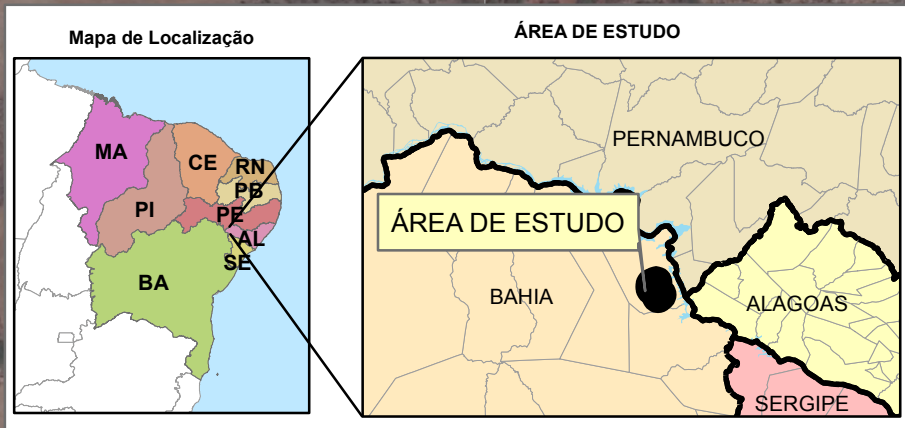 Mapa de Localização
ÁREA DE ESTUDO
MA
CE
RN
PB
PI
PE
AL
SE
BA
PERNAMBUCO
ÁREA DE ESTUDO
BAHIA
ALAGOAS
SERGIPE